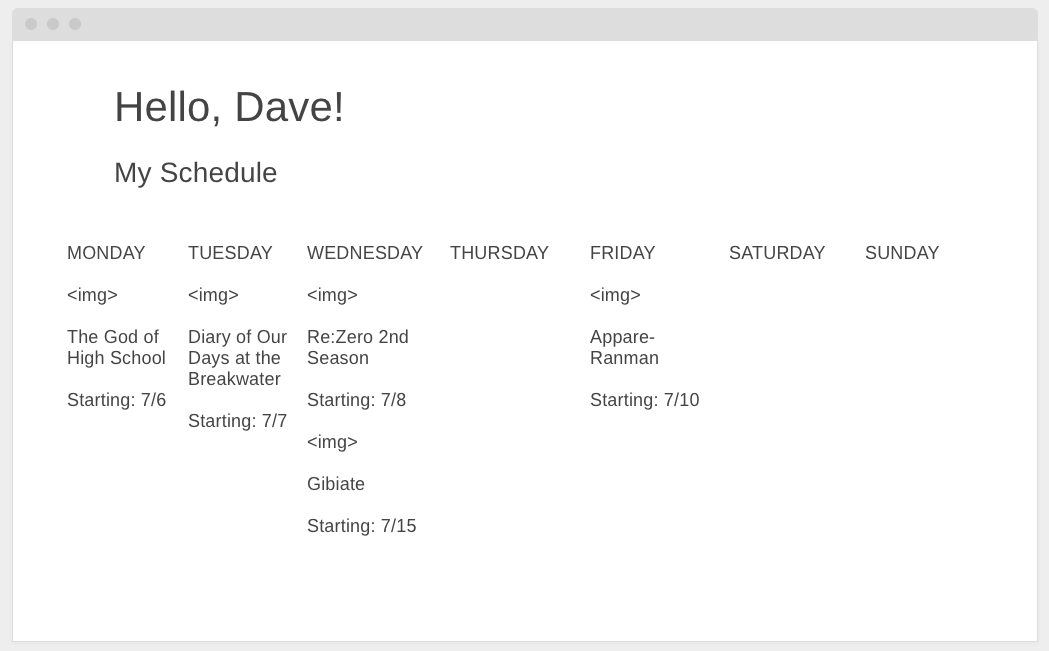 Hello, Dave!
My Schedule
MONDAY
<img>
The God of
High School
Starting: 7/6
TUESDAY
<img>
Diary of Our
Days at the
Breakwater
Starting: 7/7
WEDNESDAY
<img>
Re:Zero 2nd
Season
Starting: 7/8
<img>
Gibiate
Starting: 7/15
THURSDAY
FRIDAY
<img>
Appare-
Ranman
Starting: 7/10
SATURDAY
SUNDAY